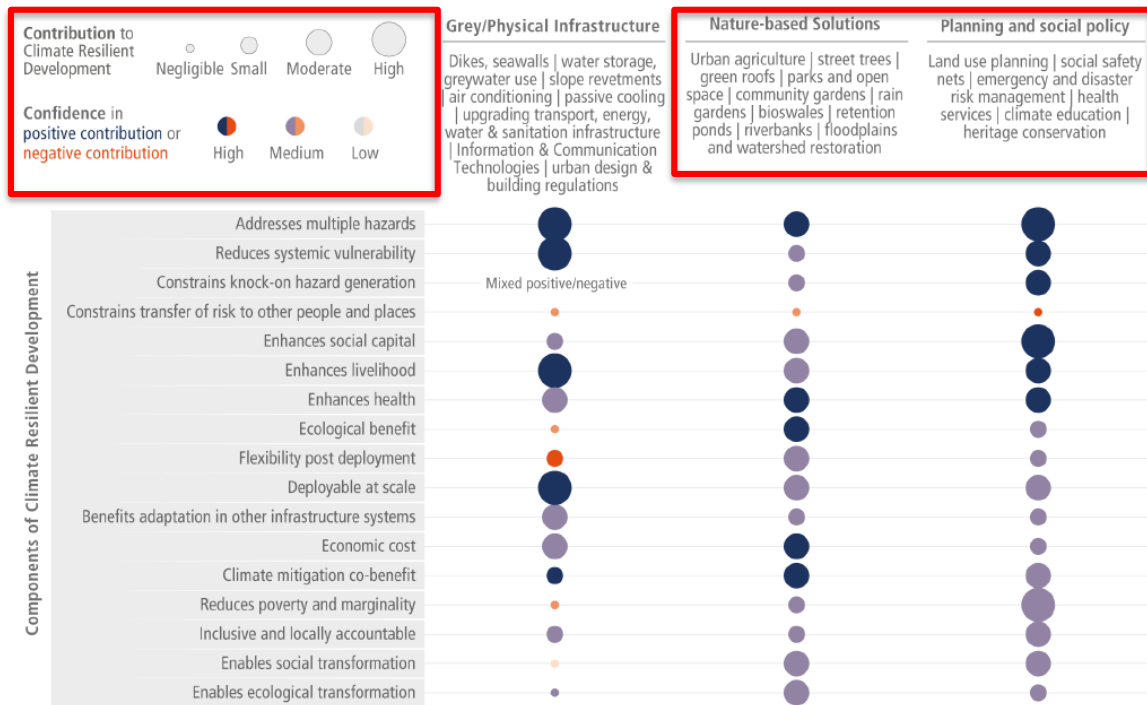 Contribution to
Climate Resilient
Development
Negligible Small Moderate High
Confidence in
positive contribution or
negative contribution
High Medium Low
Grey/Physical Infrastructure
Dikes, seawalls | water storage,
greywater use | slope revetments
| air conditioning | passive cooling
| upgrading transport, energy,
water & sanitation infrastructure
| Information & Communication
Technologies | urban design &
building regulations
Nature-based Solutions
Urban agriculture | street trees |
green roofs | parks and open
space | community gardens | rain
gardens | bioswales | retention
ponds | riverbanks | floodplains
and watershed restoration
Planning and social policy
Land use planning | social safety
nets | emergency and disaster
risk management | health
services | climate education |
heritage conservation
Components of Climate Resilient Development
Addresses multiple hazards
Reduces systemic vulnerability
Constrains knock-on hazard generation
Mixed positive/negative
Constrains transfer of risk to other people and places
Enhances social capital
Enhances livelihood
Enhances health
Ecological benefit
Flexibility post deployment
Deployable at scale
Benefits adaptation in other infrastructure systems
Economic cost
Climate mitigation co-benefit
Reduces poverty and marginality
Inclusive and locally accountable
Enables social transformation
Enables ecological transformation